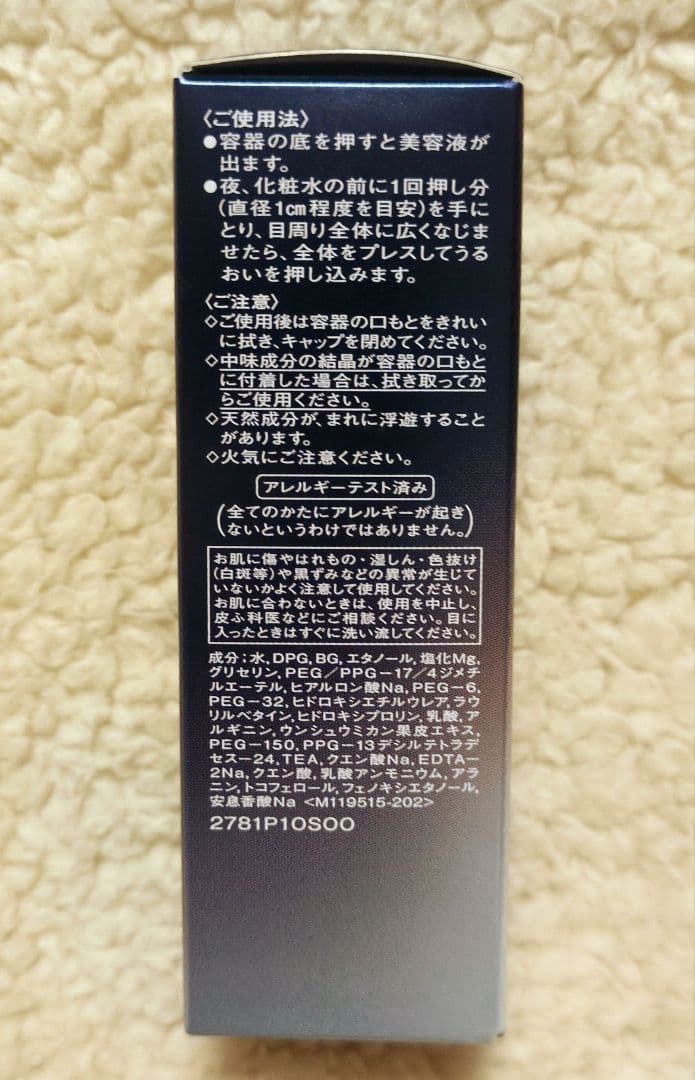 〈ご使用法〉
●容器の底を押すと美容液が
出ます。
●夜、化粧水の前に1回押し分
(直径1cm程度を目安)を手に
とり、目周り全体に広くなじま
せたら、全体をプレスしてうる
おいを押し込みます。
〈ご注意〉
◇ご使用後は容器の口もとをきれい
に拭き、キャップを閉めてください。
◇中味成分の結晶が容器の口もと
に付着した場合は、拭き取ってか
らご使用ください。
◇天然成分が、まれに浮遊すること
があります。
◇火気にご注意ください。
アレルギーテスト済み
(全てのかたにアレルギーが起き
ないというわけではありません。)
お肌に傷やはれもの・湿しん・色抜け
(白斑等)や黒ずみなどの異常が生じて
いないかよく注意して使用してください。
お肌に合わないときは、使用を中止し、
皮ふ科医などにご相談ください。目に
入ったときはすぐに洗い流してください。
成分：水,DPG,BG,エタノール,塩化Mg,
グリセリン,PEG/PPG-17/4ジメチ
ルエーテル,ヒアルロン酸Na,PEG-6,
PEG-32,ヒドロキシエチルウレア,ラウ
リルベタイン,ヒドロキシプロリン,乳酸,ア
ルギニン,ウンシュウミカン果皮エキス,
PEG-150,PPG-13デシルテトラデ
セス-24,TEA,クエン酸Na,EDTA-
2Na,クエン酸,乳酸アンモニウム,アラ
ニン,トコフェロール,フェノキシエタノール,
安息香酸Na <M119515-202>
2781P10SOO